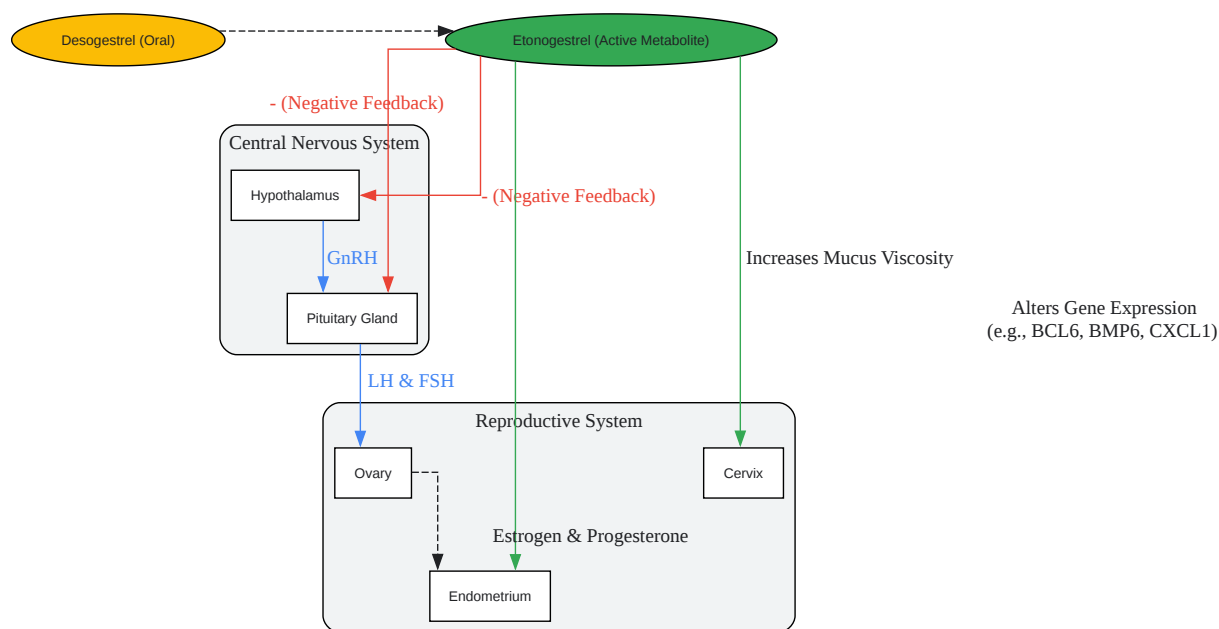 Desogestrel (Oral)
Etonogestrel (Active Metabolite)
- (Negative Feedback)
Central Nervous System
Hypothalamus
- (Negative Feedback)
GnRH
Increases Mucus Viscosity
Alters Gene Expression
(e.g., BCL6, BMP6, CXCL1)
Pituitary Gland
LH & FSH
Reproductive System
Ovary
Cervix
Estrogen & Progesterone
Endometrium